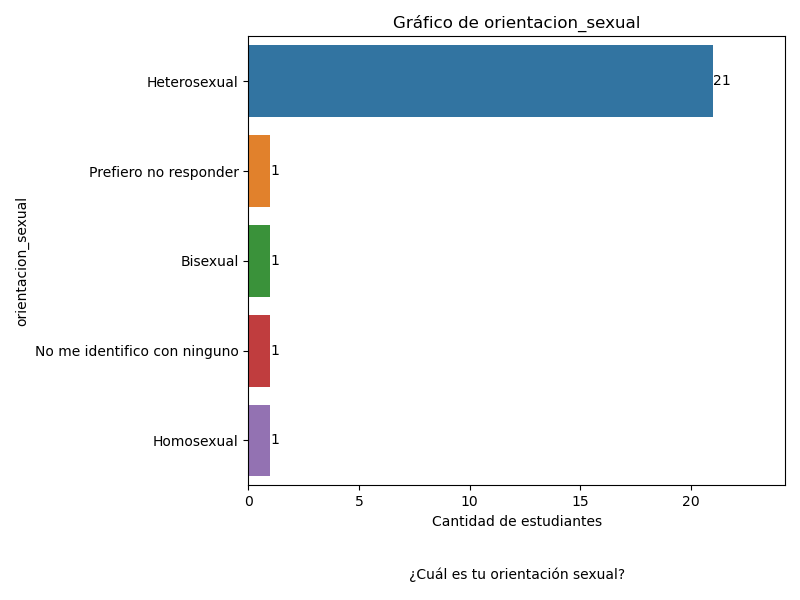 Gráfico de orientacion_sexual
orientacion_sexual
Heterosexual
21
Prefiero no responder
1
Bisexual
1
No me identifico con ninguno
1
Homosexual
1
0 5 10 15 20
Cantidad de estudiantes
¿Cuál es tu orientación sexual?